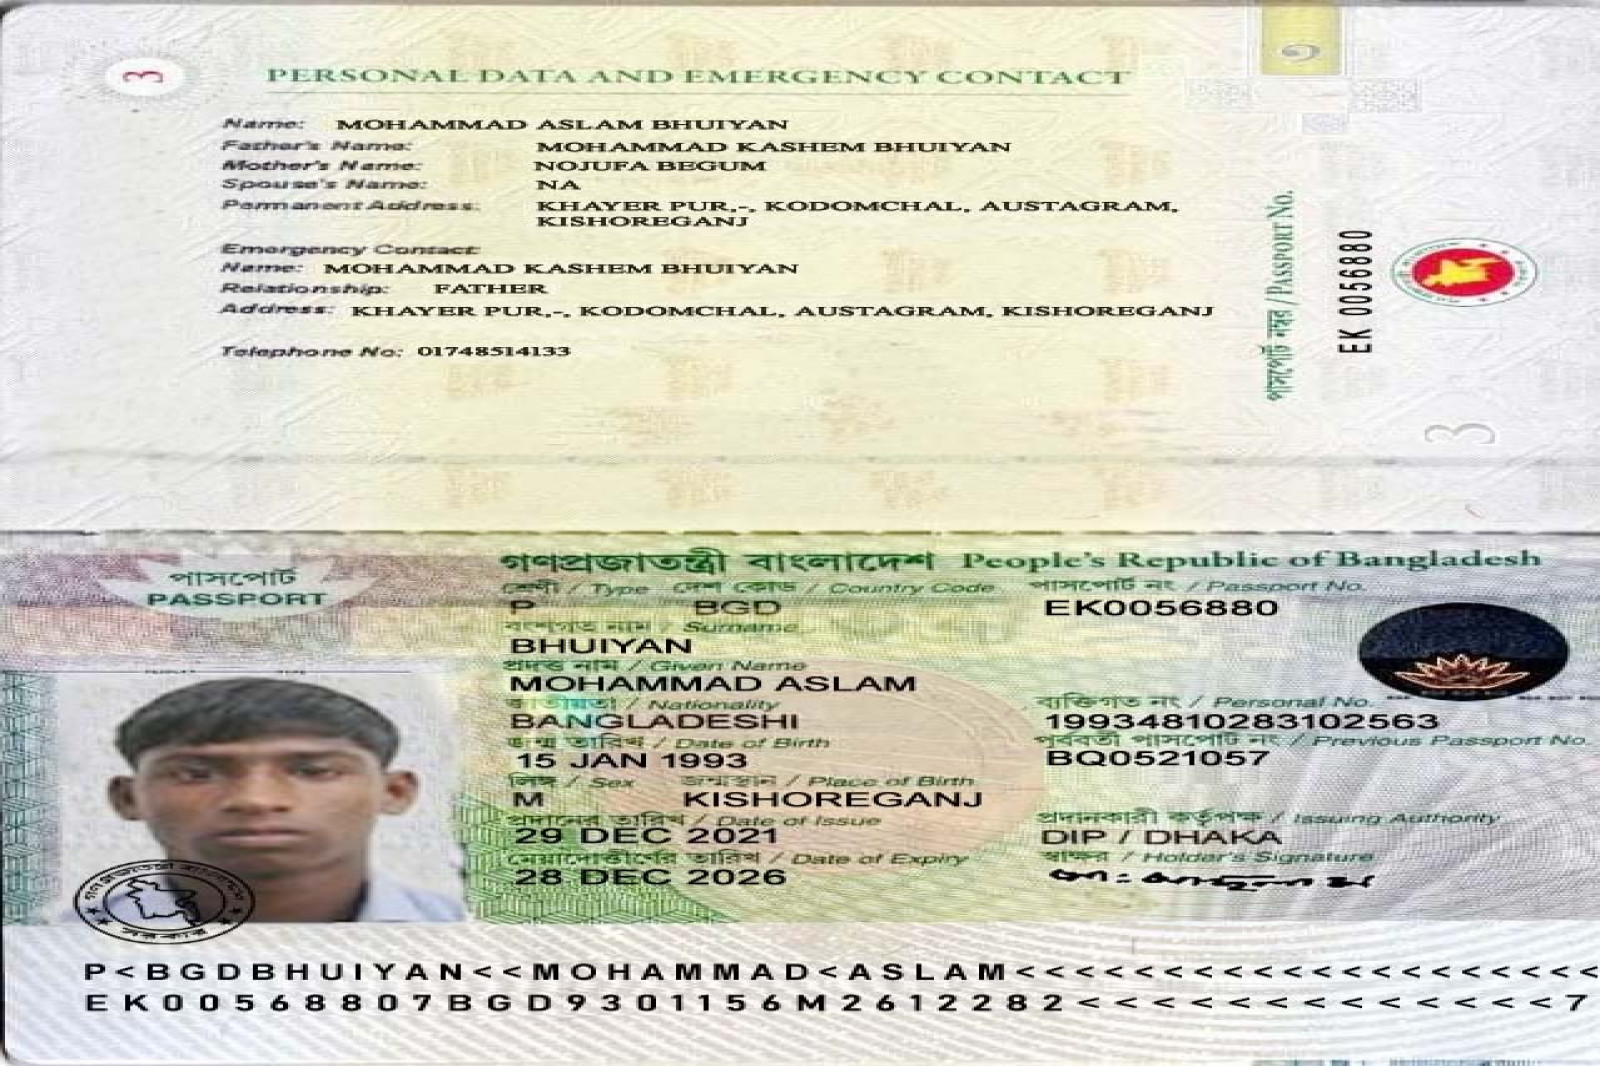 3
PERSONAL DATA AND EMERGENCY CONTACT
Name: MOHAMMAD ASLAM BHUIYAN
Father's Name: MOHAMMAD KASHEM BHUIYAN
Mother's Name: NOJUFA BEGUM
Spouse's Name: NA
Permanent Address: KHAYER PUR,-, KODOMCHAL, AUSTAGRAM,
KISHOREGANJ
Emergency Contact:
Name: MOHAMMAD KASHEM BHUIYAN
Relationship: FATHER
Address: KHAYER PUR,-, KODOMCHAL, AUSTAGRAM, KISHOREGANJ
Telephone No: 01748514133
পাসপোর্ট নম্বর / PASSPORT No.
EK 0056880
3
পাসপোর্ট
PASSPORT
গণপ্রজাতন্ত্রী বাংলাদেশ People's Republic of Bangladesh
শ্রেণী / Type দেশ কোড / Country Code পাসপোর্ট নং / Passport No.
P BGD EK0056880
বংশগত নাম / Surname
BHUIYAN
প্রদত্ত নাম / Given Name
MOHAMMAD ASLAM
জাতীয়তা / Nationality ব্যক্তিগত নং / Personal No.
BANGLADESHI 19934810283102563
জন্ম তারিখ / Date of Birth পূর্ববর্তী পাসপোর্ট নং / Previous Passport No.
15 JAN 1993 BQ0521057
লিঙ্গ / Sex জন্মস্থান / Place of Birth
M KISHOREGANJ
প্রদানের তারিখ / Date of Issue প্রদানকারী কর্তৃপক্ষ / Issuing Authority
29 DEC 2021 DIP / DHAKA
মেয়াদোত্তীর্ণের তারিখ / Date of Expiry স্বাক্ষর / Holder's Signature
28 DEC 2026
P<BGDBHUIYAN<<MOHAMMAD<ASLAM<<<<<<<<<<<<<<<<
EK00568807BGD9301156M2612282<<<<<<<<<<<<<<7